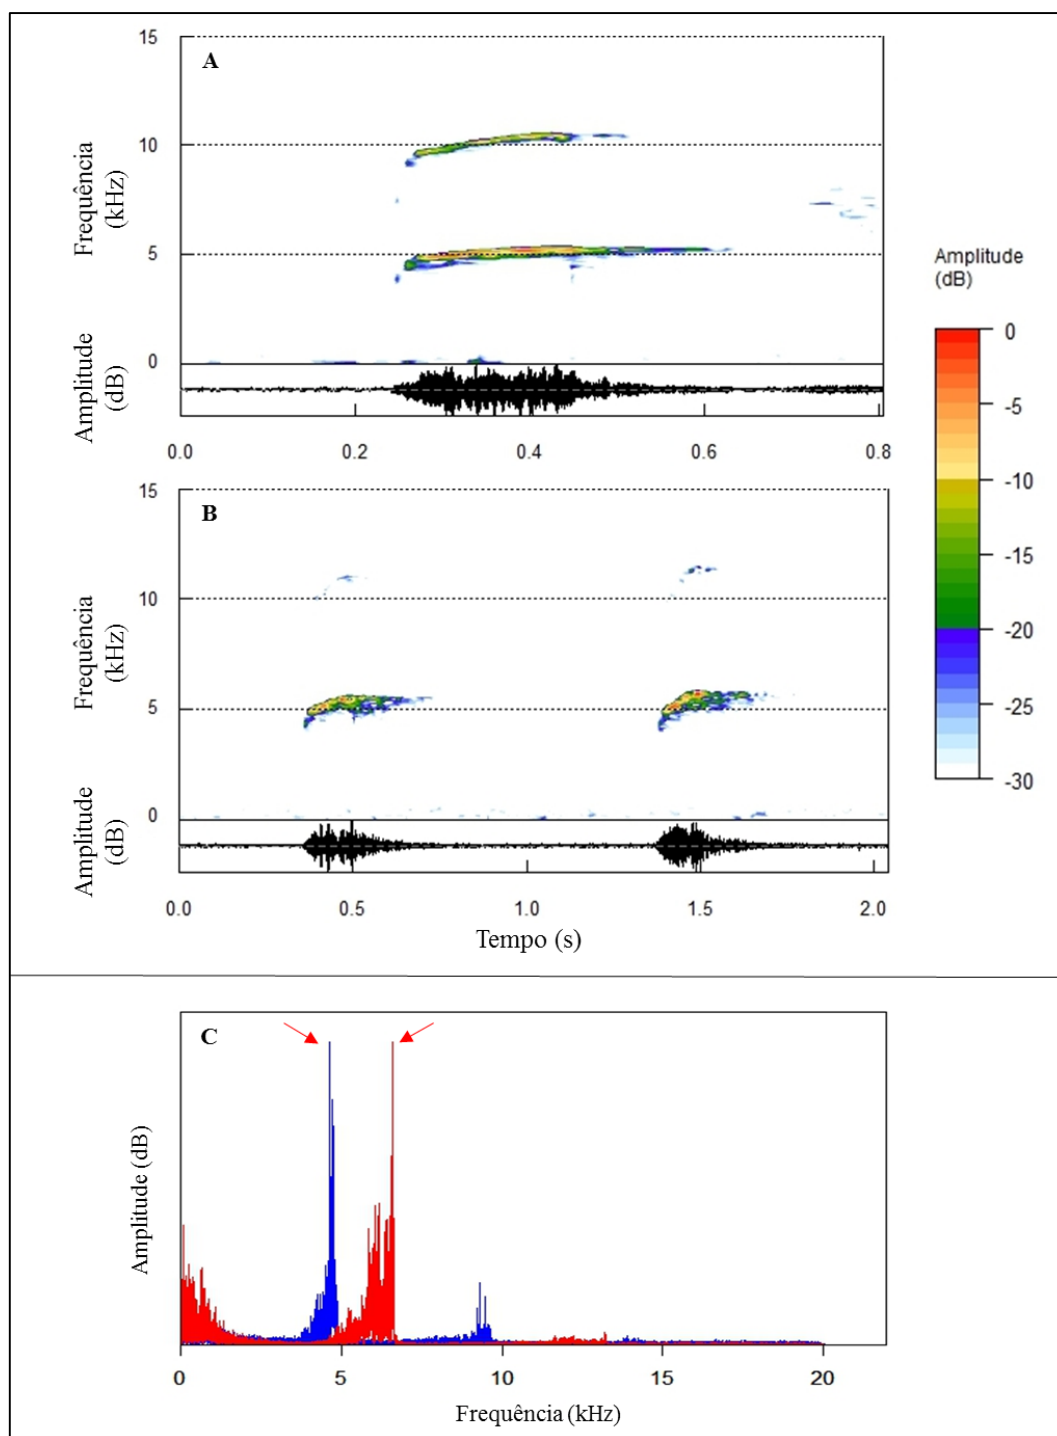 A
15
10
5
0
Frequência
(kHz)
Amplitude
(dB)
0.0 0.2 0.4 0.6 0.8
B
15
10
5
0
Frequência
(kHz)
Amplitude
(dB)
0.0 0.5 1.0 1.5 2.0
Tempo (s)
Amplitude
(dB)
0
-5
-10
-15
-20
-25
-30
C
Amplitude (dB)
0 5 10 15 20
Frequência (kHz)